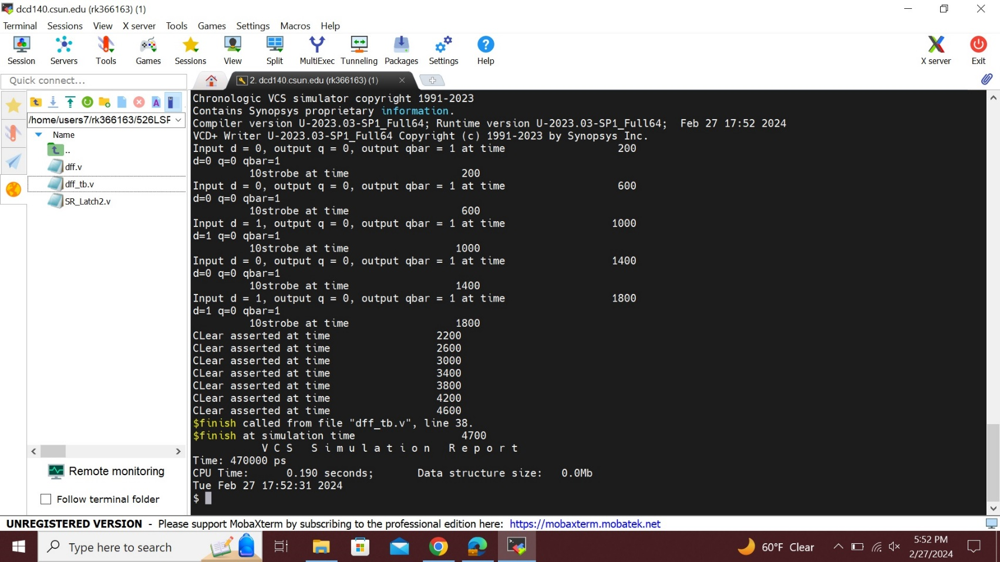 dcd140.csun.edu (rk366163) (1)
Terminal Sessions View X server Tools Games Settings Macros Help
Session Servers Tools Games Sessions View Split MultiExec Tunneling Packages Settings Help X server Exit
Quick connect...
2. dcd140.csun.edu (rk366163) (1)
/home/users7/rk366163/526LSF
Name
..
dff.v
dff_tb.v
SR_Latch2.v
Remote monitoring
Follow terminal folder
Chronologic VCS simulator copyright 1991-2023
Contains Synopsys proprietary information.
Compiler version U-2023.03-SP1_Full64; Runtime version U-2023.03-SP1_Full64;  Feb 27 17:52 2024
VCD+ Writer U-2023.03-SP1_Full64 Copyright (c) 1991-2023 by Synopsys Inc.
Input d = 0, output q = 0, output qbar = 1 at time                  200
d=0 q=0 qbar=1
         10strobe at time                  200
Input d = 0, output q = 0, output qbar = 1 at time                  600
d=0 q=0 qbar=1
         10strobe at time                  600
Input d = 1, output q = 0, output qbar = 1 at time                 1000
d=1 q=0 qbar=1
         10strobe at time                 1000
Input d = 0, output q = 0, output qbar = 1 at time                 1400
d=0 q=0 qbar=1
         10strobe at time                 1400
Input d = 1, output q = 0, output qbar = 1 at time                 1800
d=1 q=0 qbar=1
         10strobe at time                 1800
CLear asserted at time                 2200
CLear asserted at time                 2600
CLear asserted at time                 3000
CLear asserted at time                 3400
CLear asserted at time                 3800
CLear asserted at time                 4200
CLear asserted at time                 4600
$finish called from file "dff_tb.v", line 38.
$finish at simulation time                 4700
           V C S   S i m u l a t i o n   R e p o r t
Time: 470000 ps
CPU Time:      0.190 seconds;       Data structure size:   0.0Mb
Tue Feb 27 17:52:31 2024
$
UNREGISTERED VERSION - Please support MobaXterm by subscribing to the professional edition here: https://mobaxterm.mobatek.net
Type here to search
60°F Clear
5:52 PM
2/27/2024